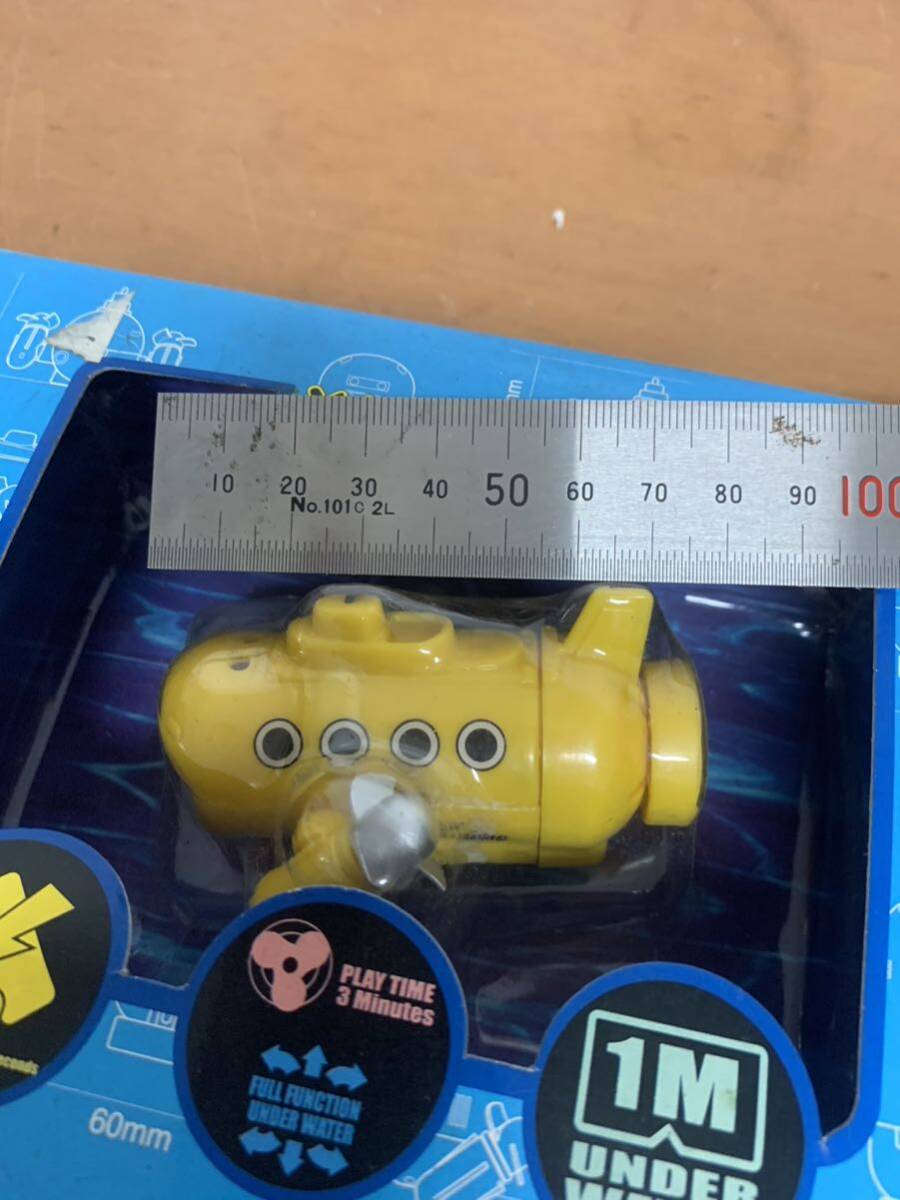 mm
10 20 30 40 50 60 70 80 90 100
No.101C 2L
PLAY TIME
3 Minutes
FULL FUNCTION
UNDER WATER
1M
UNDER
60mm